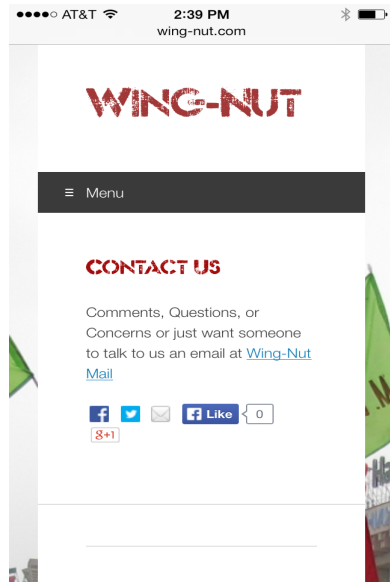 AT&T 2:39 PM
wing-nut.com
WING-NUT
Menu
CONTACT US
Comments, Questions, or
Concerns or just want someone
to talk to us an email at Wing-Nut
Mail
Like 0
g+1